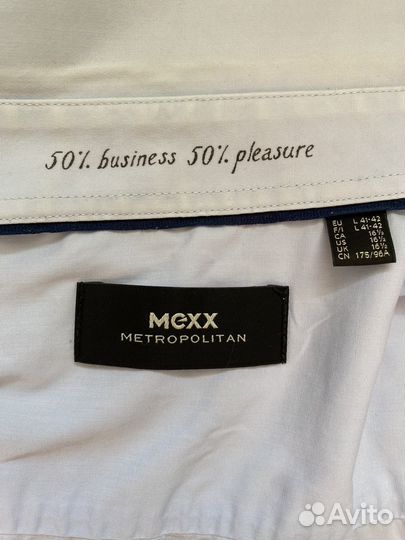 50% business 50% pleasure
EU L 41-42
F/I L 41-42
CA 16½
US 16½
UK 16½
CN 175/96A
mexx
METROPOLITAN
Avito